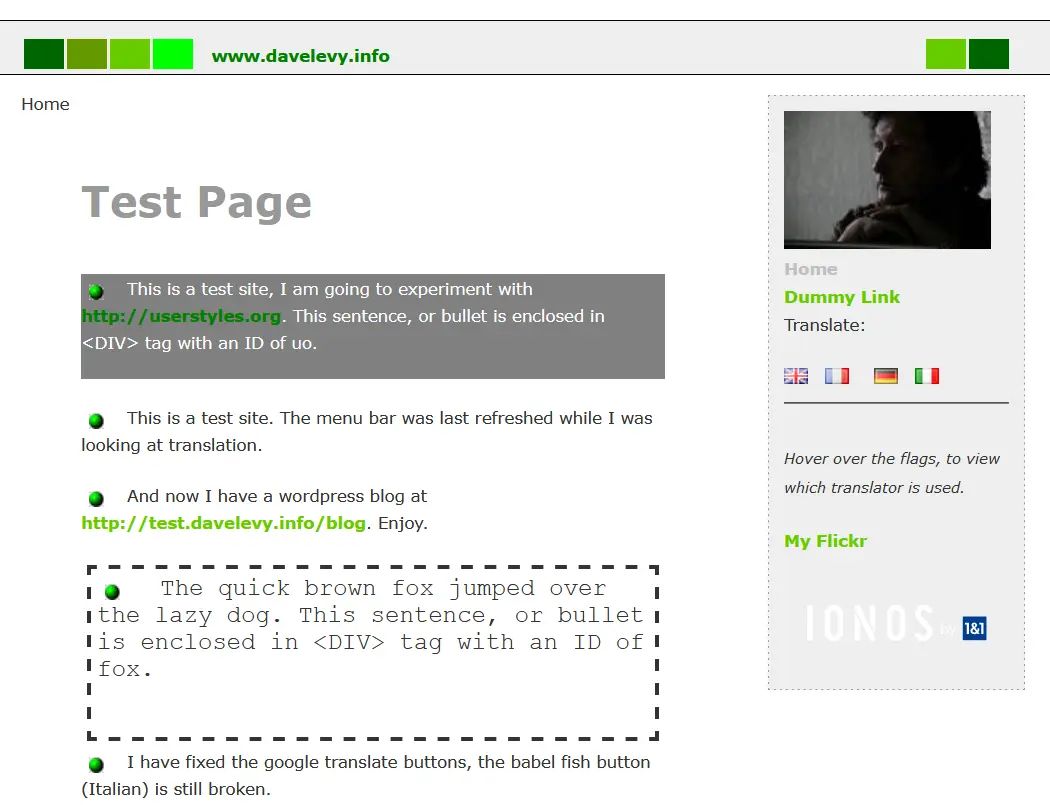 www.davelevy.info
Home
Test Page
This is a test site, I am going to experiment with
http://userstyles.org. This sentence, or bullet is enclosed in
<DIV> tag with an ID of uo.
This is a test site. The menu bar was last refreshed while I was
looking at translation.
And now I have a wordpress blog at
http://test.davelevy.info/blog. Enjoy.
The quick brown fox jumped over
the lazy dog. This sentence, or bullet
is enclosed in <DIV> tag with an ID of
fox.
I have fixed the google translate buttons, the babel fish button
(Italian) is still broken.
Home
Dummy Link
Translate:
Hover over the flags, to view
which translator is used.
My Flickr
IONOS by 1&1